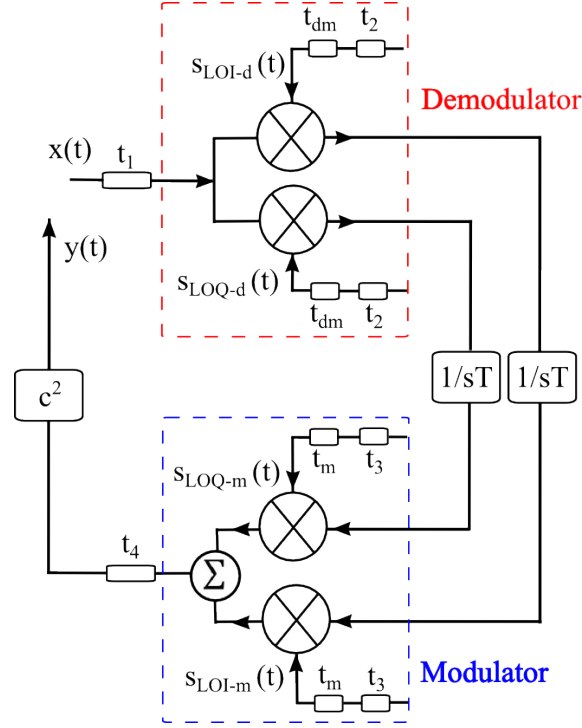 t_dm t_2
s_LOI-d (t)
Demodulator
x(t) t_1
y(t)
s_LOQ-d (t)
t_dm t_2
c^2
1/sT 1/sT
t_m t_3
s_LOQ-m (t)
t_4
Σ
s_LOI-m (t)
Modulator
t_m t_3